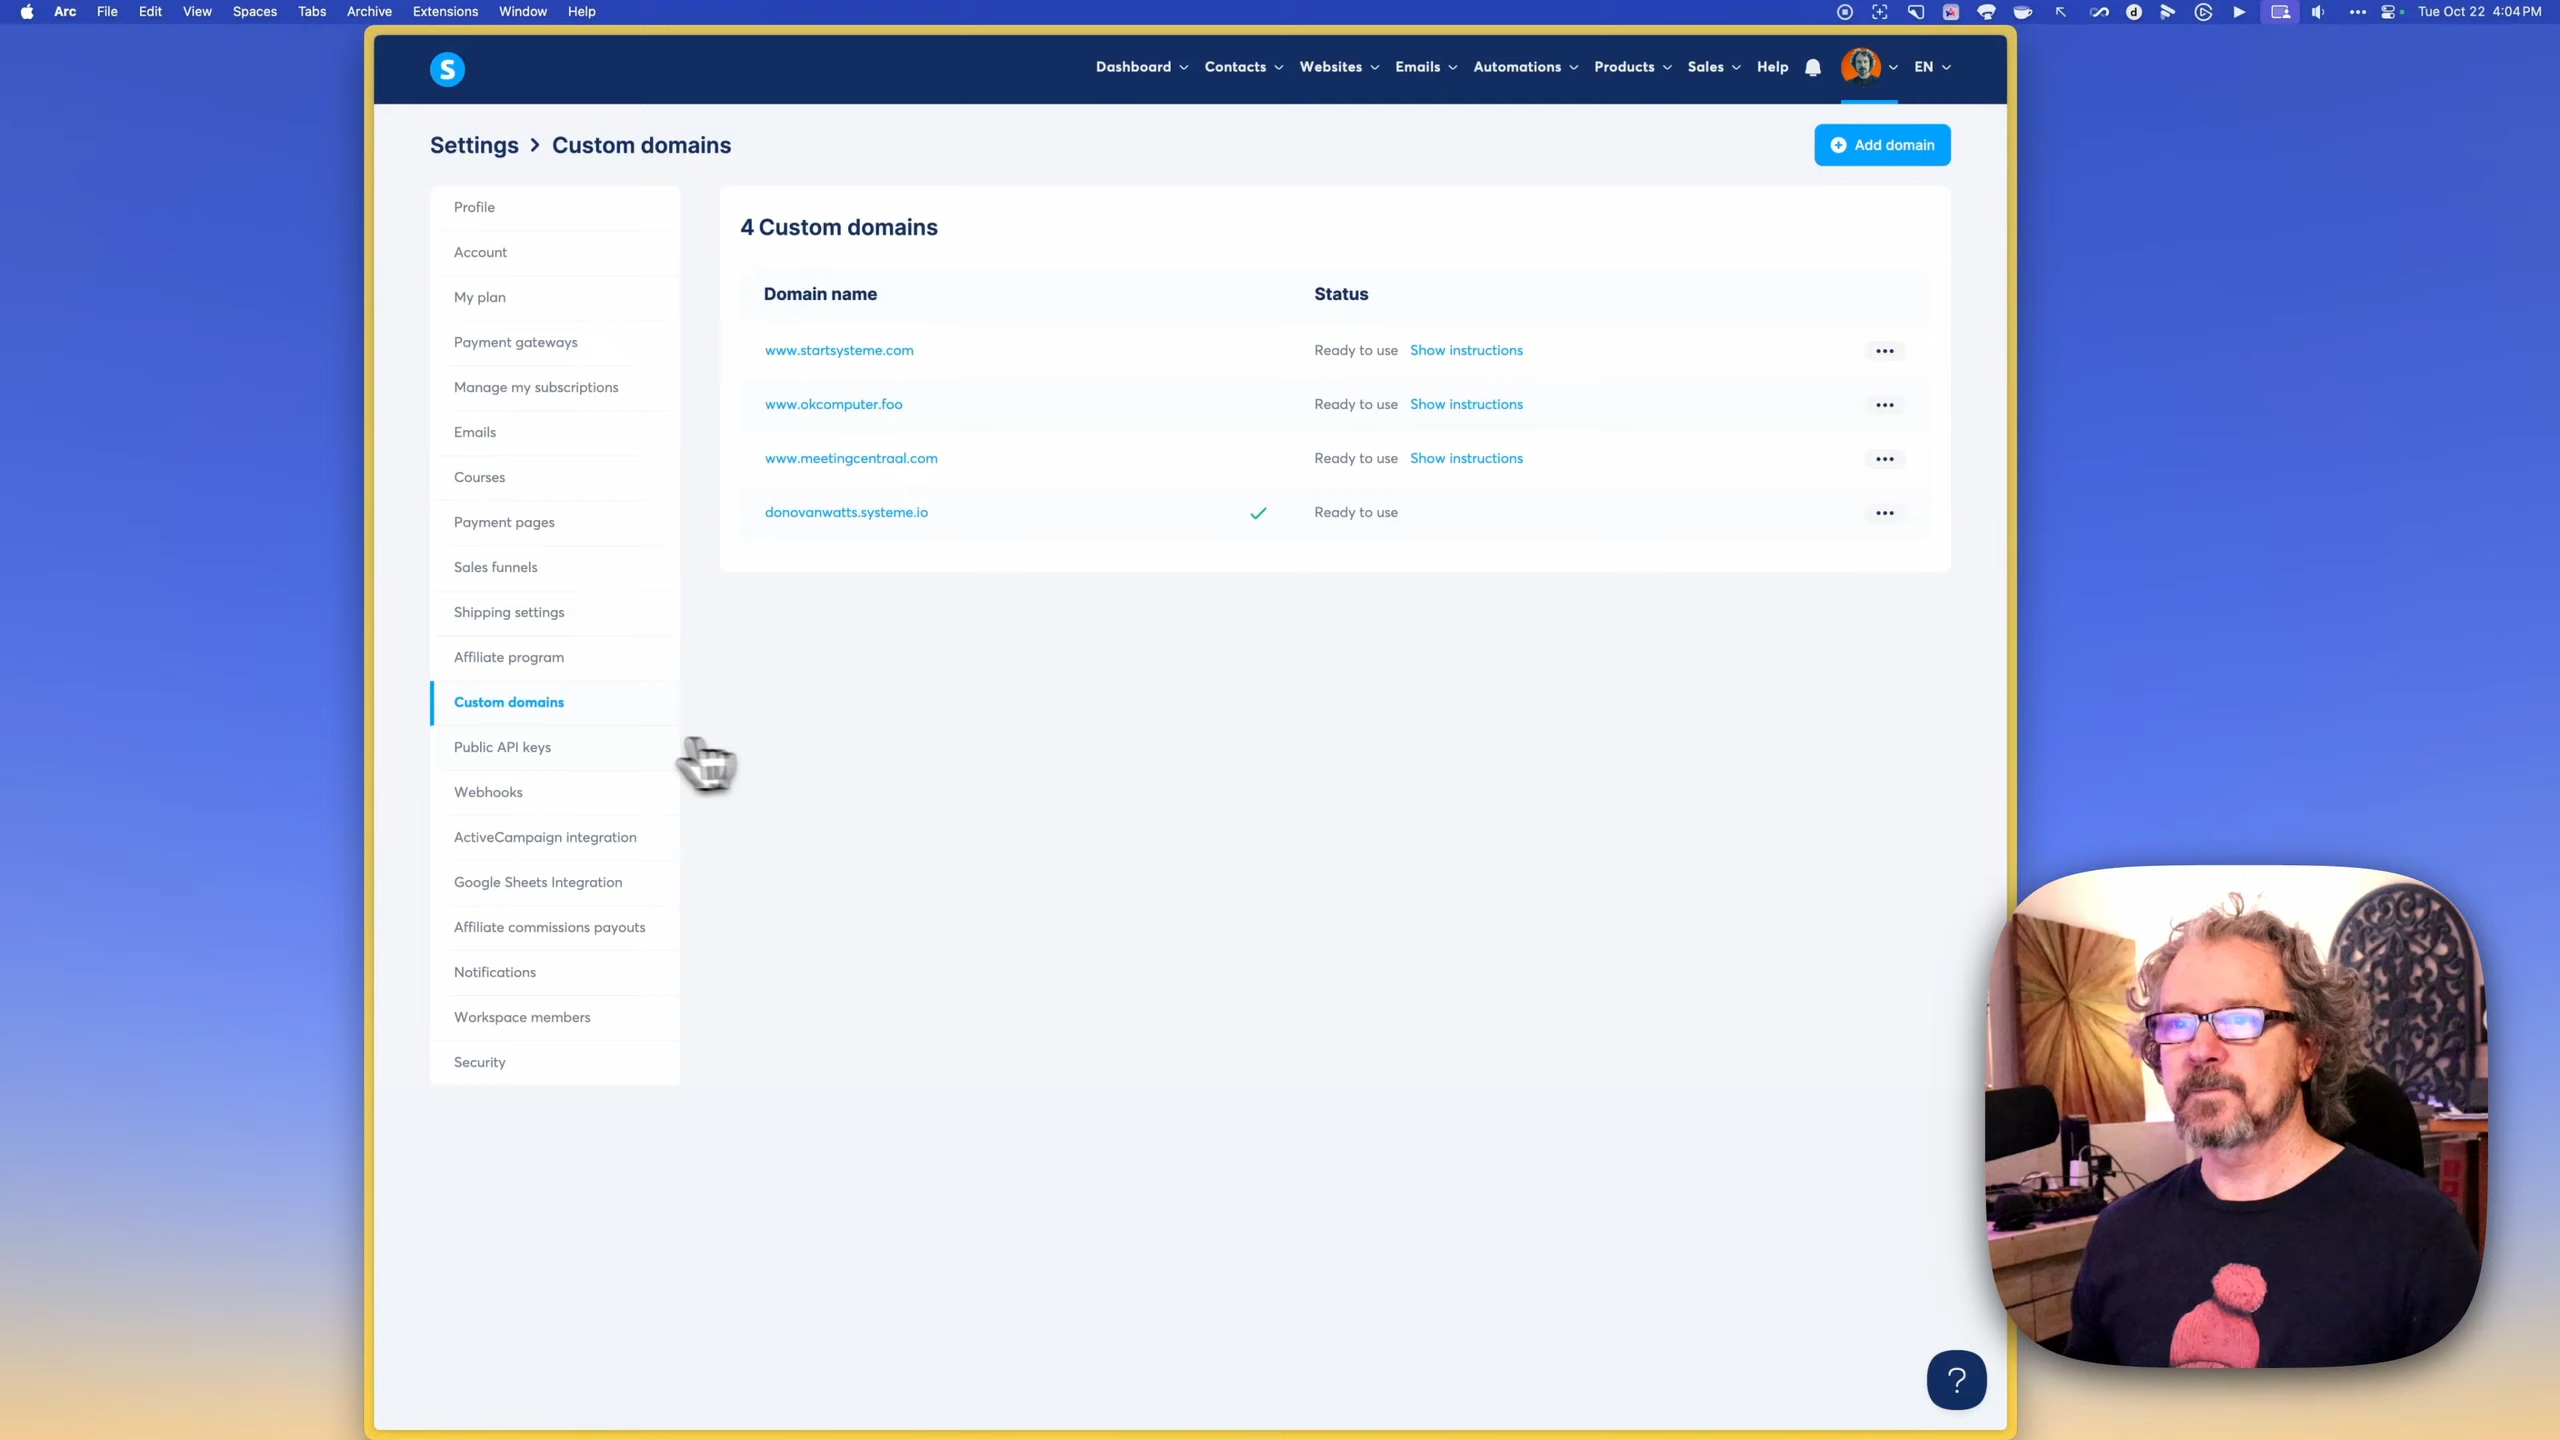 Arc File Edit View Spaces Tabs Archive Extensions Window Help
Tue Oct 22 4:04 PM
S
Dashboard Contacts Websites Emails Automations Products Sales Help EN
Settings > Custom domains
Add domain
Profile
Account
My plan
Payment gateways
Manage my subscriptions
Emails
Courses
Payment pages
Sales funnels
Shipping settings
Affiliate program
Custom domains
Public API keys
Webhooks
ActiveCampaign integration
Google Sheets Integration
Affiliate commissions payouts
Notifications
Workspace members
Security
4 Custom domains
Domain name Status
www.startsysteme.com Ready to use Show instructions
www.okcomputer.foo Ready to use Show instructions
www.meetingcentraal.com Ready to use Show instructions
donovanwatts.systeme.io Ready to use
?